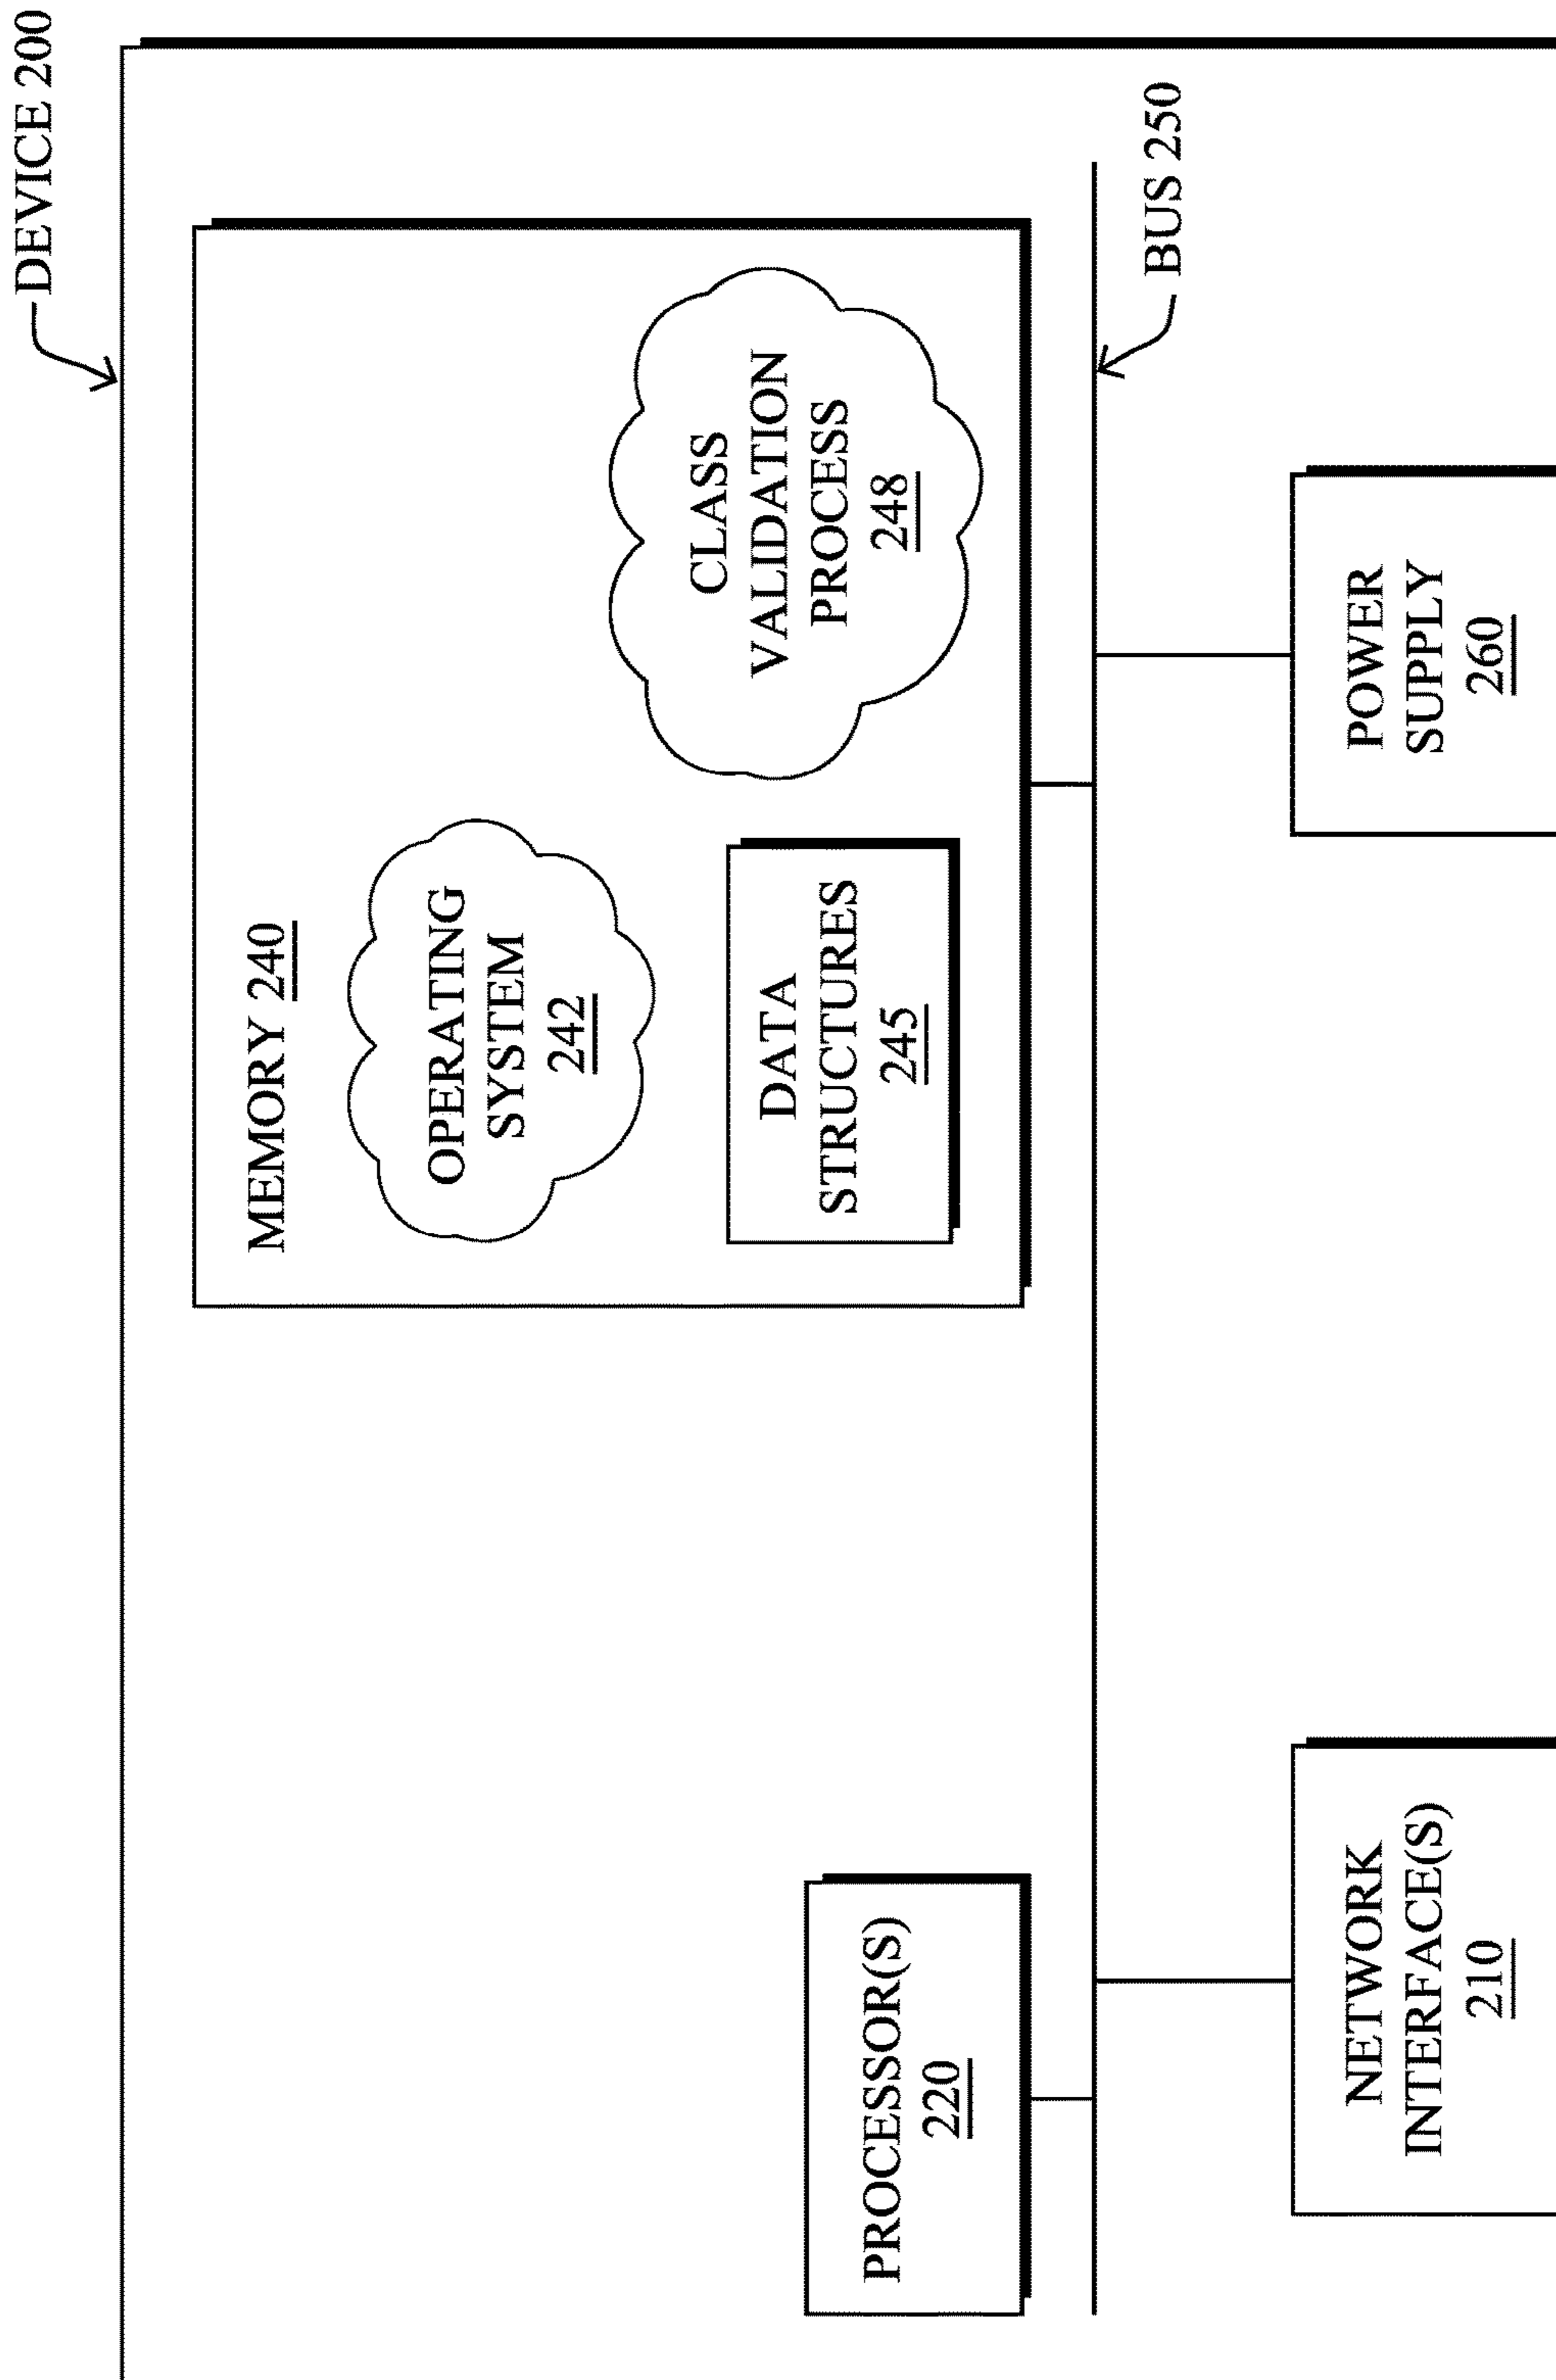 DEVICE 200
MEMORY 240
OPERATING
SYSTEM
242
DATA
STRUCTURES
245
CLASS
VALIDATION
PROCESS
248
PROCESSOR(S)
220
BUS 250
NETWORK
INTERFACE(S)
210
POWER
SUPPLY
260